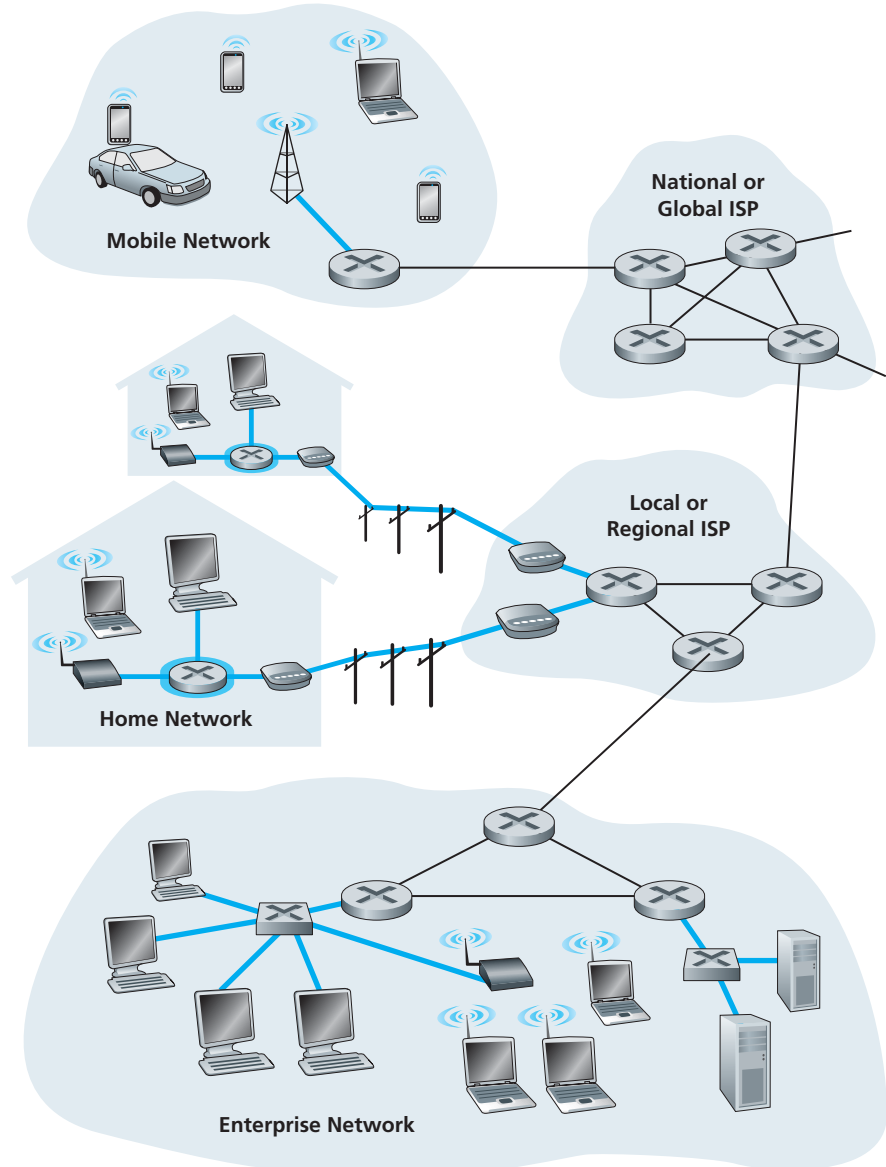 National or
Global ISP
Mobile Network
Local or
Regional ISP
Home Network
Enterprise Network